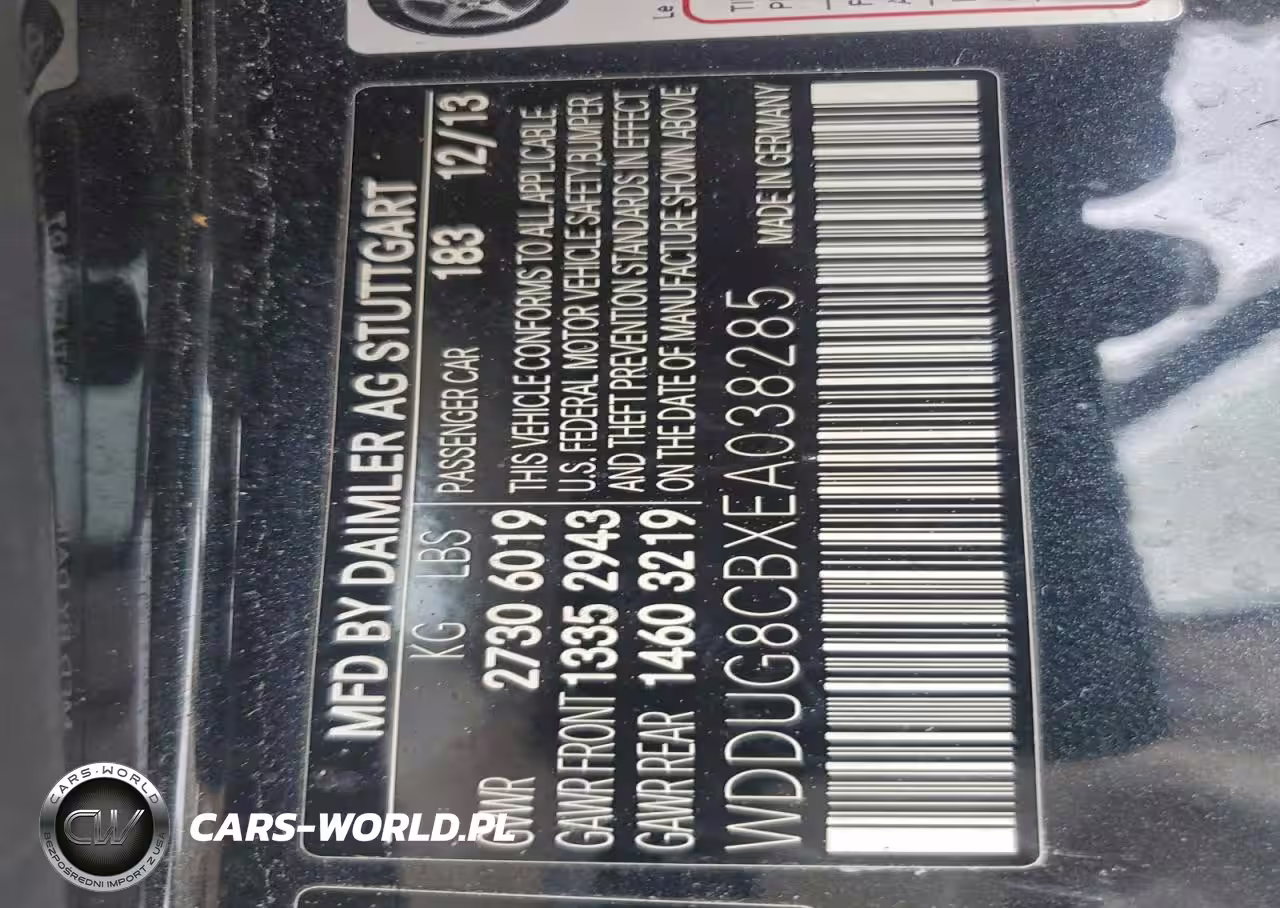 MFD BY DAIMLER AG STUTTGART
KG LBS PASSENGER CAR 183 12/13
GVWR 2730 6019 THIS VEHICLE CONFORMS TO ALL APPLICABLE
GAWR FRONT 1335 2943 U.S. FEDERAL MOTOR VEHICLE SAFETY,BUMPER
AND THEFT PREVENTION STANDARDS IN EFFECT
GAWR REAR 1460 3219 ON THE DATE OF MANUFACTURE SHOWN ABOVE
WDDUG8CBXEA038285 MADE IN GERMANY
CARS-WORLD
CW
BEZPOŚREDNI IMPORT Z USA
CARS-WORLD.PL